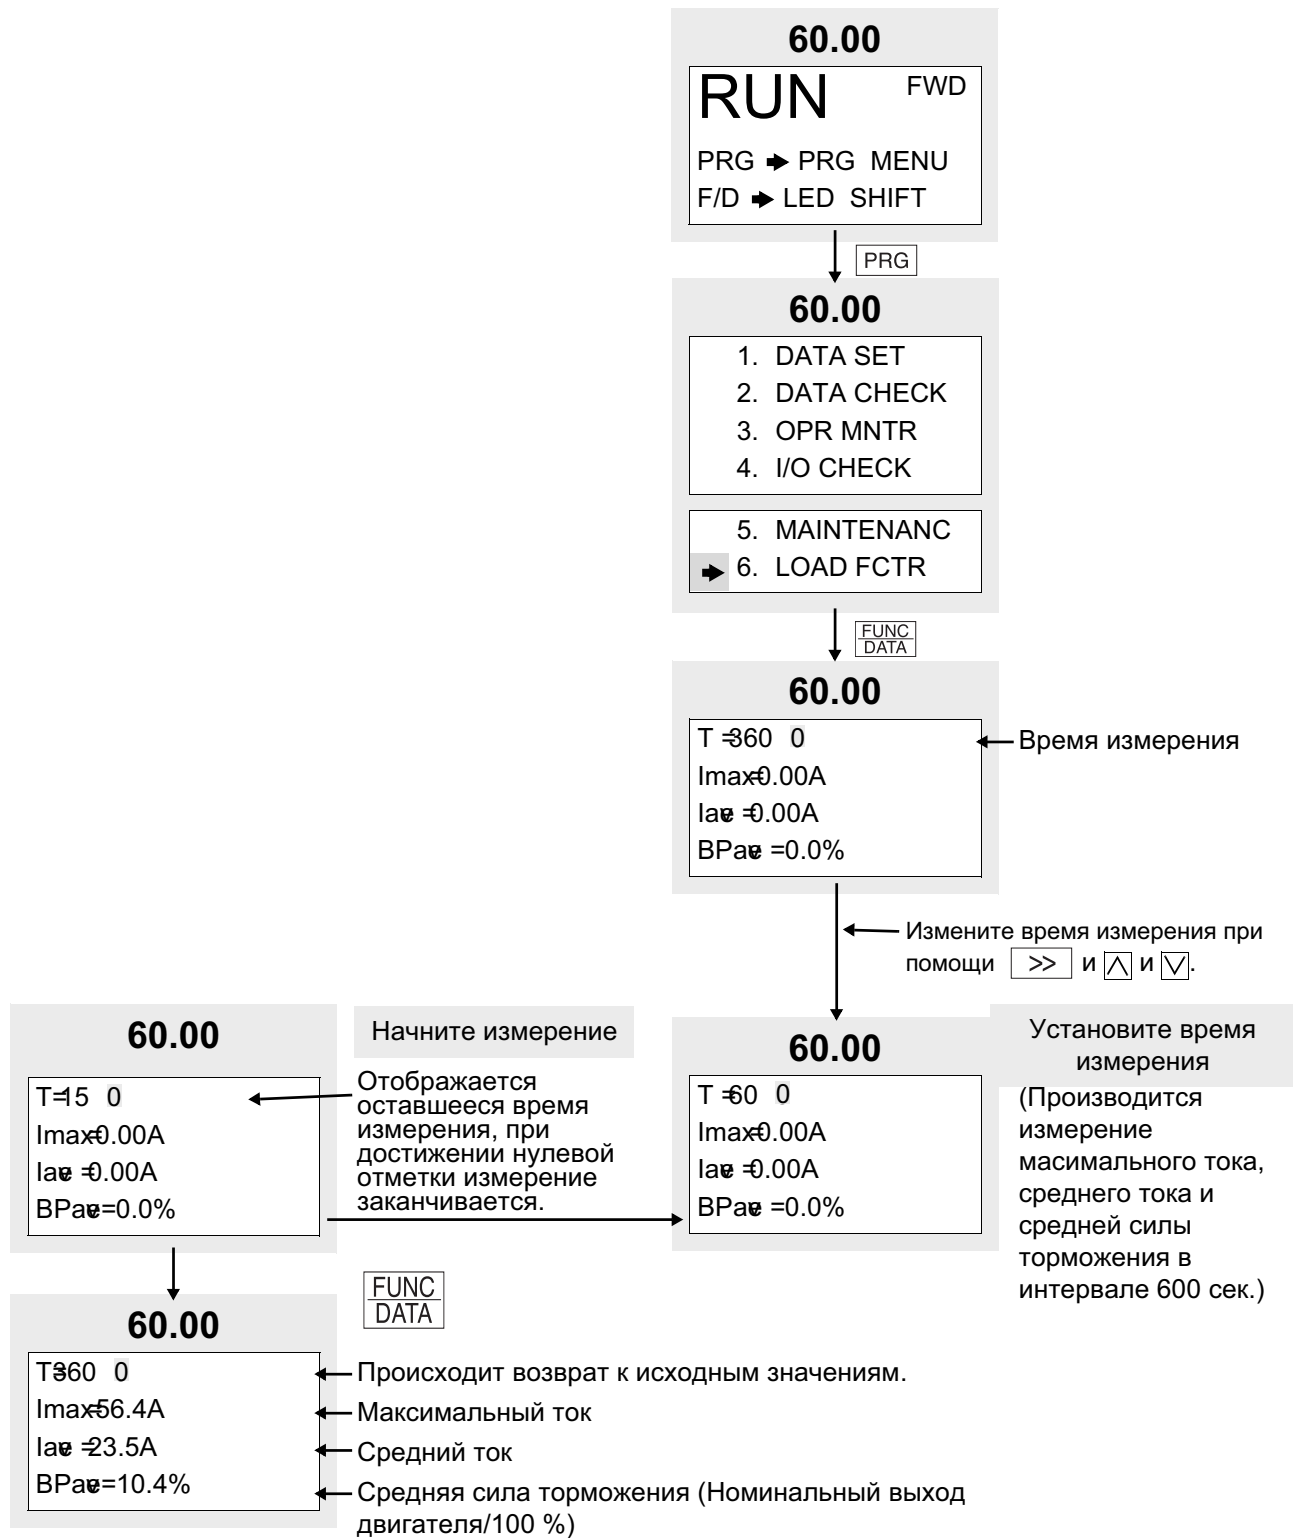 60.00
RUN FWD
PRG ➔ PRG MENU
F/D ➔ LED SHIFT
PRG
60.00
1. DATA SET
2. DATA CHECK
3. OPR MNTR
4. I/O CHECK
5. MAINTENANC
➔ 6. LOAD FCTR
FUNC
DATA
60.00
T =360 0
Imax=0.00A
Iave =0.00A
BPave =0.0%
Время измерения
Измените время измерения при
помощи >> и ∧ и ∨.
60.00
T =60 0
Imax=0.00A
Iave =0.00A
BPave =0.0%
Установите время
измерения
(Производится
измерение
масимального тока,
среднего тока и
средней силы
торможения в
интервале 600 сек.)
60.00
T=15 0
Imax=0.00A
Iave =0.00A
BPave=0.0%
Начните измерение
Отображается
оставшееся время
измерения, при
достижении нулевой
отметки измерение
заканчивается.
FUNC
DATA
60.00
T=360 0
Imax=56.4A
Iave =23.5A
BPave=10.4%
Происходит возврат к исходным значениям.
Максимальный ток
Средний ток
Средняя сила торможения (Номинальный выход
двигателя/100 %)